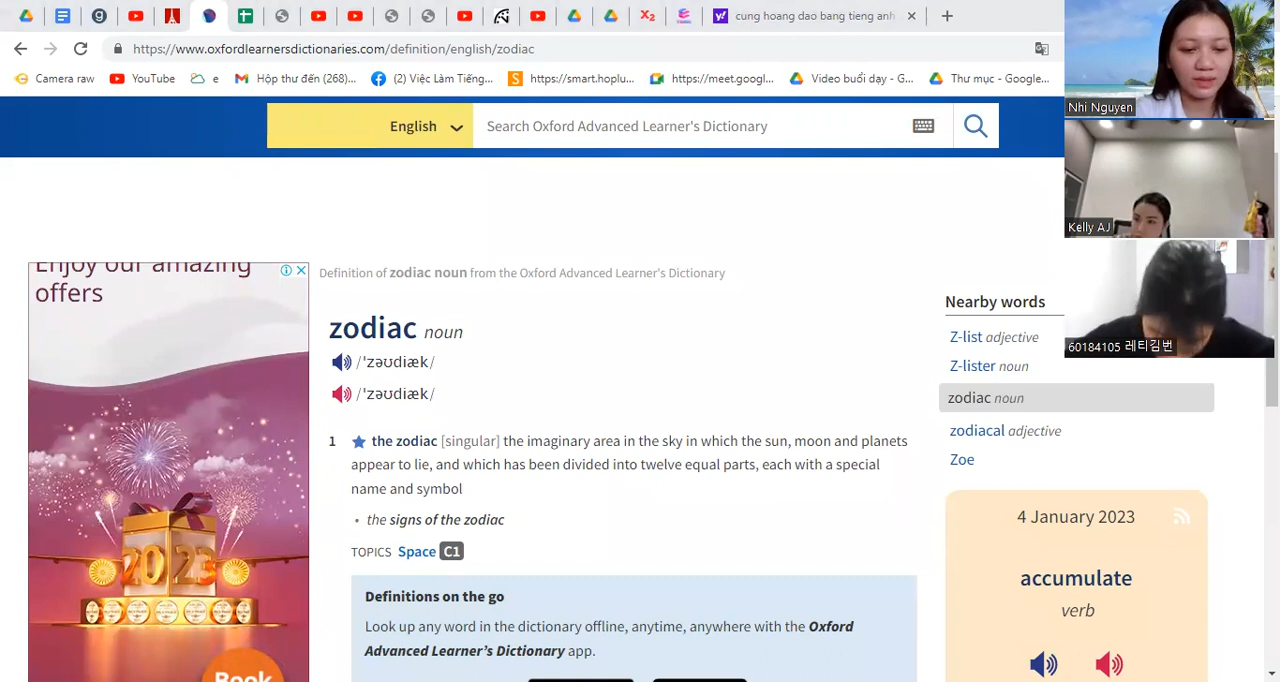 cung hoang dao bang tieng anh
https://www.oxfordlearnersdictionaries.com/definition/english/zodiac
Camera raw
YouTube
e
Hộp thư đến (268)...
(2) Việc Làm Tiếng...
https://smart.hoplu...
https://meet.googl...
Video buổi dạy - G...
Thư mục - Google...
English
Search Oxford Advanced Learner's Dictionary
Nhi Nguyen
Kelly AJ
60184105 레티김번
Enjoy our amazing
offers
2023
Book
Definition of zodiac noun from the Oxford Advanced Learner's Dictionary
zodiac noun
/ˈzəʊdiæk/
/ˈzəʊdiæk/
1 the zodiac [singular] the imaginary area in the sky in which the sun, moon and planets
appear to lie, and which has been divided into twelve equal parts, each with a special
name and symbol
• the signs of the zodiac
TOPICS Space C1
Definitions on the go
Look up any word in the dictionary offline, anytime, anywhere with the Oxford
Advanced Learner's Dictionary app.
Nearby words
Z-list adjective
Z-lister noun
zodiac noun
zodiacal adjective
Zoe
4 January 2023
accumulate
verb